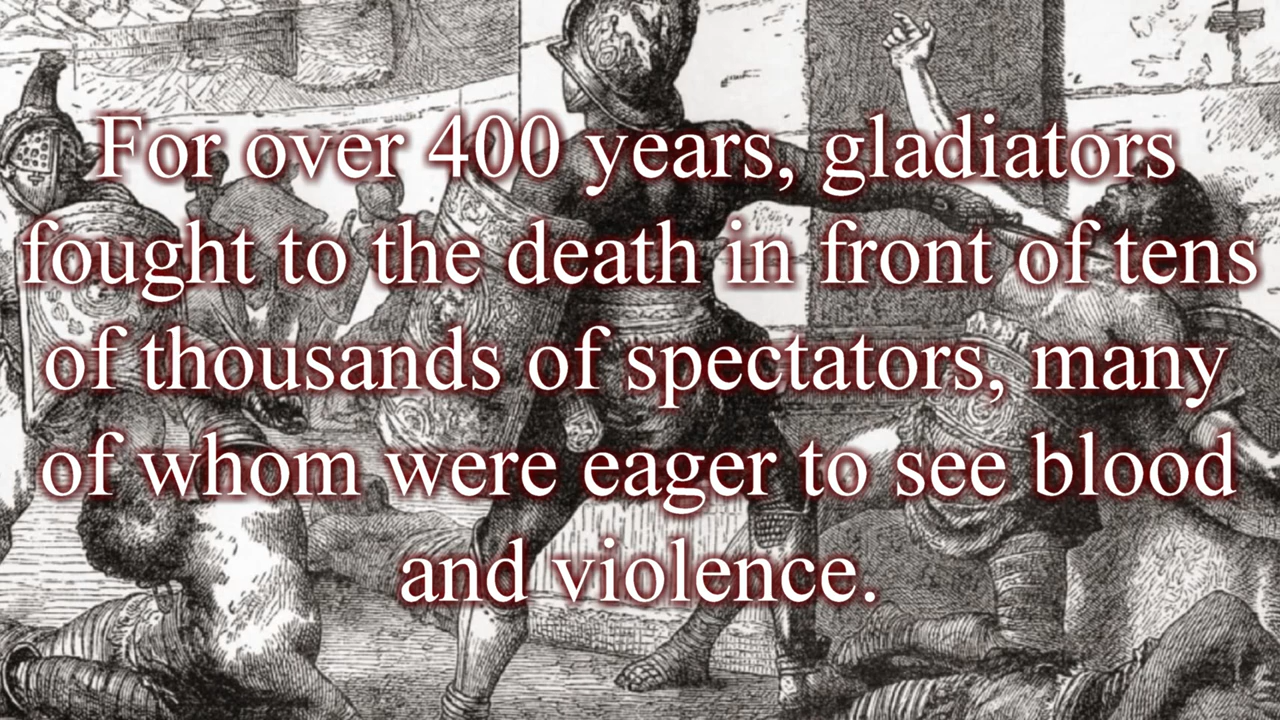 For over 400 years, gladiators
fought to the death in front of tens
of thousands of spectators, many
of whom were eager to see blood
and violence.